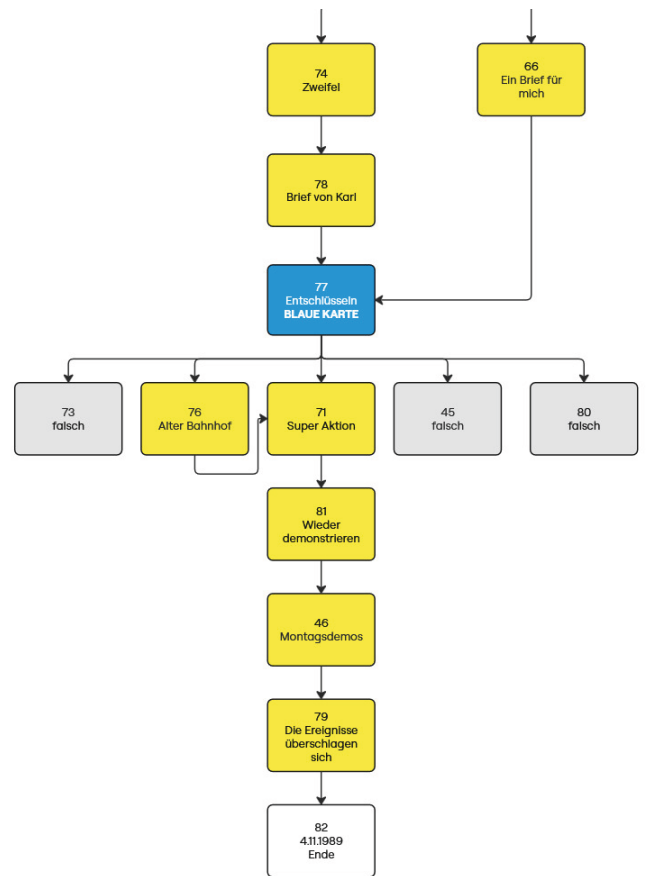 74
Zweifel
66
Ein Brief für
mich
78
Brief von Karl
77
Entschlüsseln
BLAUE KARTE
73
falsch
76
Alter Bahnhof
71
Super Aktion
45
falsch
80
falsch
81
Wieder
demonstrieren
46
Montagsdemos
79
Die Ereignisse
überschlagen
sich
82
4.11.1989
Ende